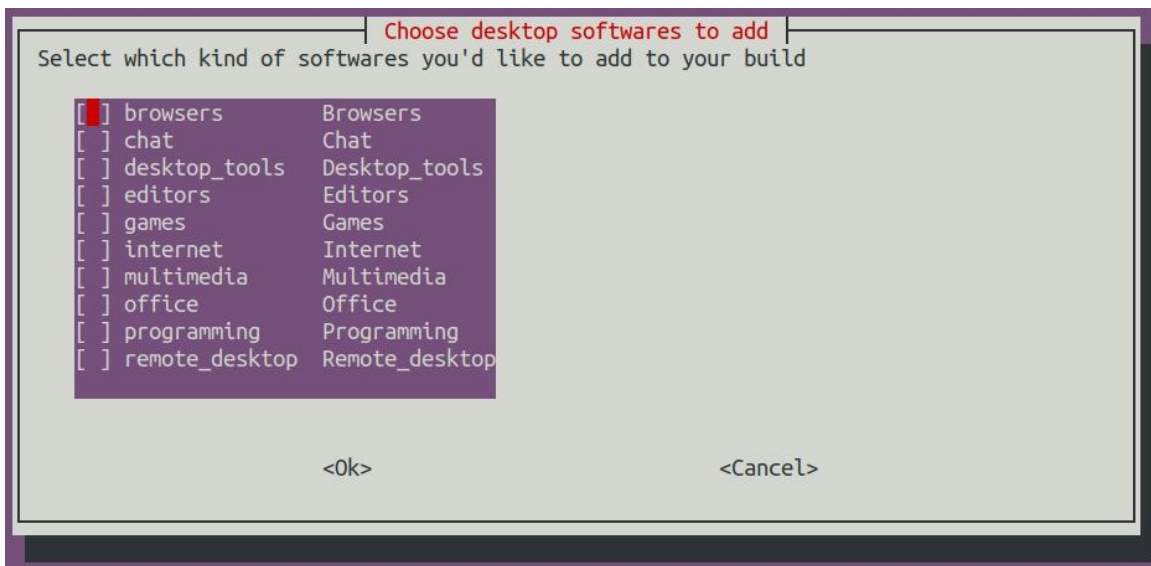 Choose desktop softwares to add
Select which kind of softwares you'd like to add to your build
[ ] browsers Browsers
[ ] chat Chat
[ ] desktop_tools Desktop_tools
[ ] editors Editors
[ ] games Games
[ ] internet Internet
[ ] multimedia Multimedia
[ ] office Office
[ ] programming Programming
[ ] remote_desktop Remote_desktop
<Ok> <Cancel>